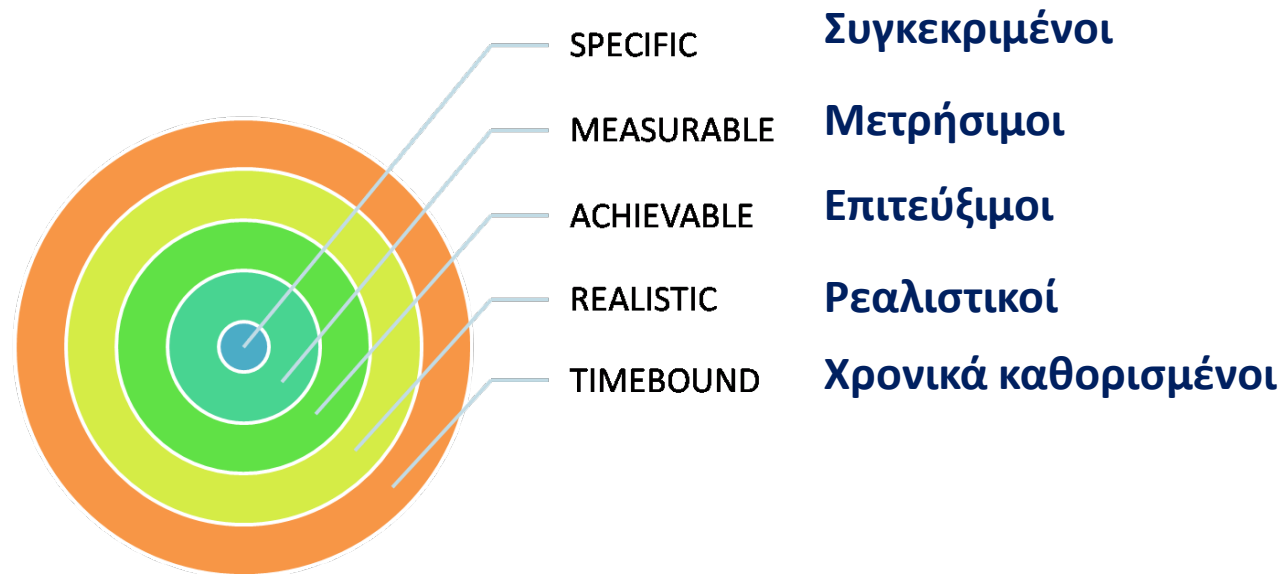 SPECIFIC Συγκεκριμένοι
MEASURABLE Μετρήσιμοι
ACHIEVABLE Επιτεύξιμοι
REALISTIC Ρεαλιστικοί
TIMEBOUND Χρονικά καθορισμένοι